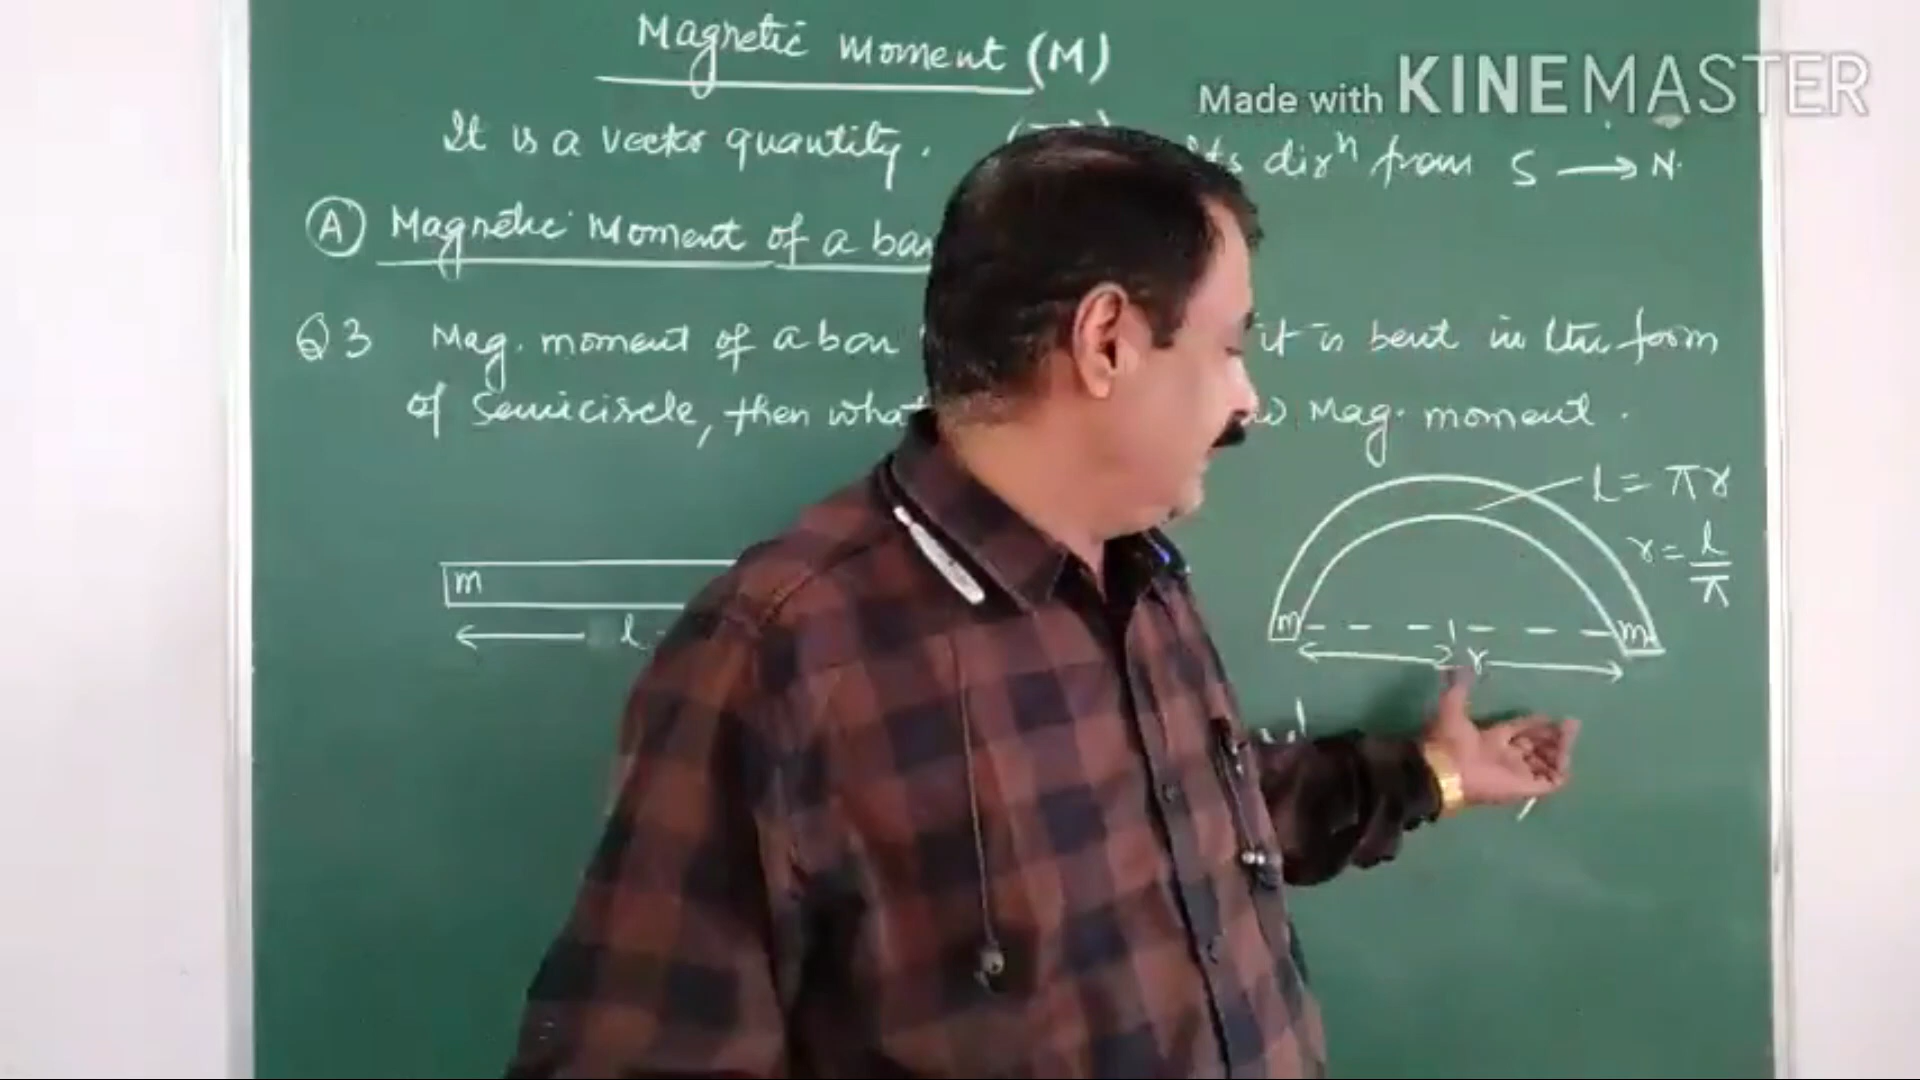 Magnetic Moment (M)
Made with KINEMASTER
It is a vector quantity. Its dirⁿ from S → N.
(A) Magnetic Moment of a bar
Q3 Mag. moment of a bar it is bent in the form
of Semicircle, then what Mag. moment.
l = πr
r = l/π
m
m m
l
2r